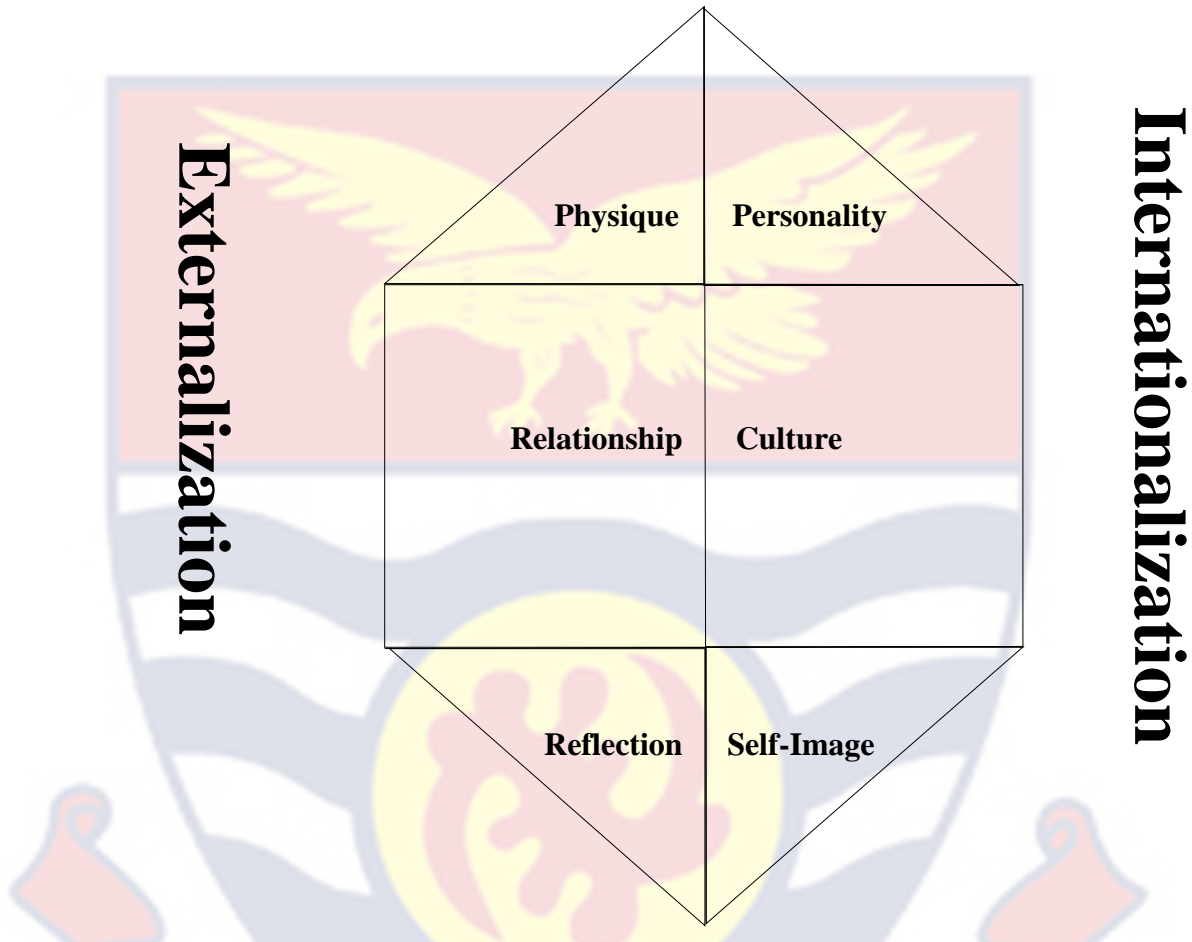 Externalization
Internationalization
Physique
Personality
Relationship
Culture
Reflection
Self-Image